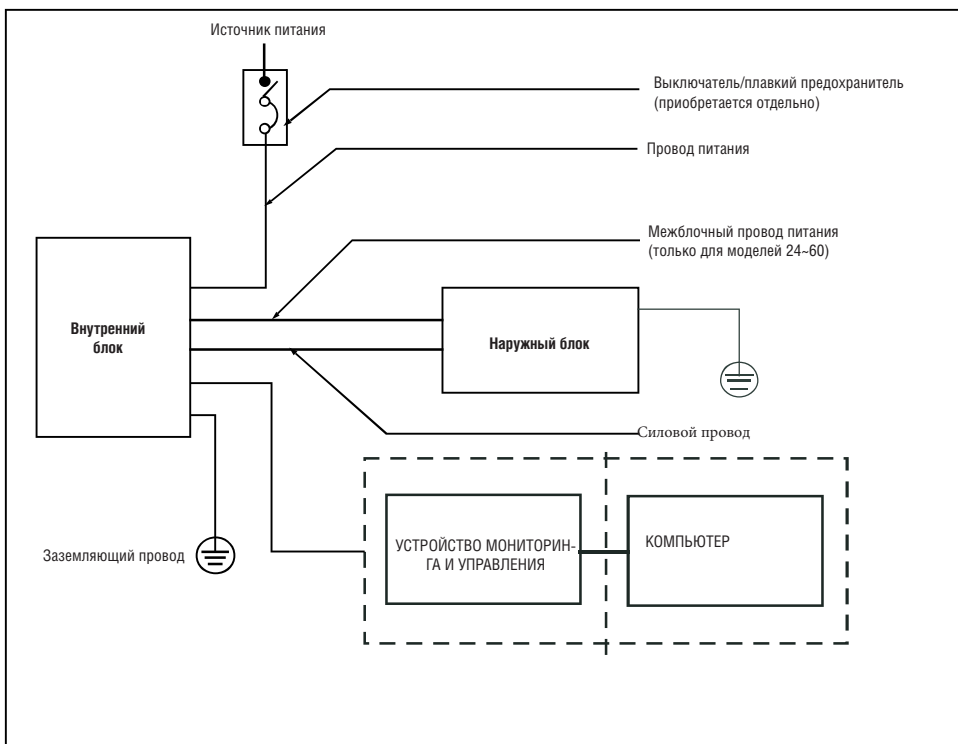 Источник питания
Выключатель/плавкий предохранитель
(приобретается отдельно)
Провод питания
Межблочный провод питания
(только для моделей 24~60)
Внутренний
блок
Наружный блок
Силовой провод
Заземляющий провод
УСТРОЙСТВО МОНИТОРИН-
ГА И УПРАВЛЕНИЯ
КОМПЬЮТЕР